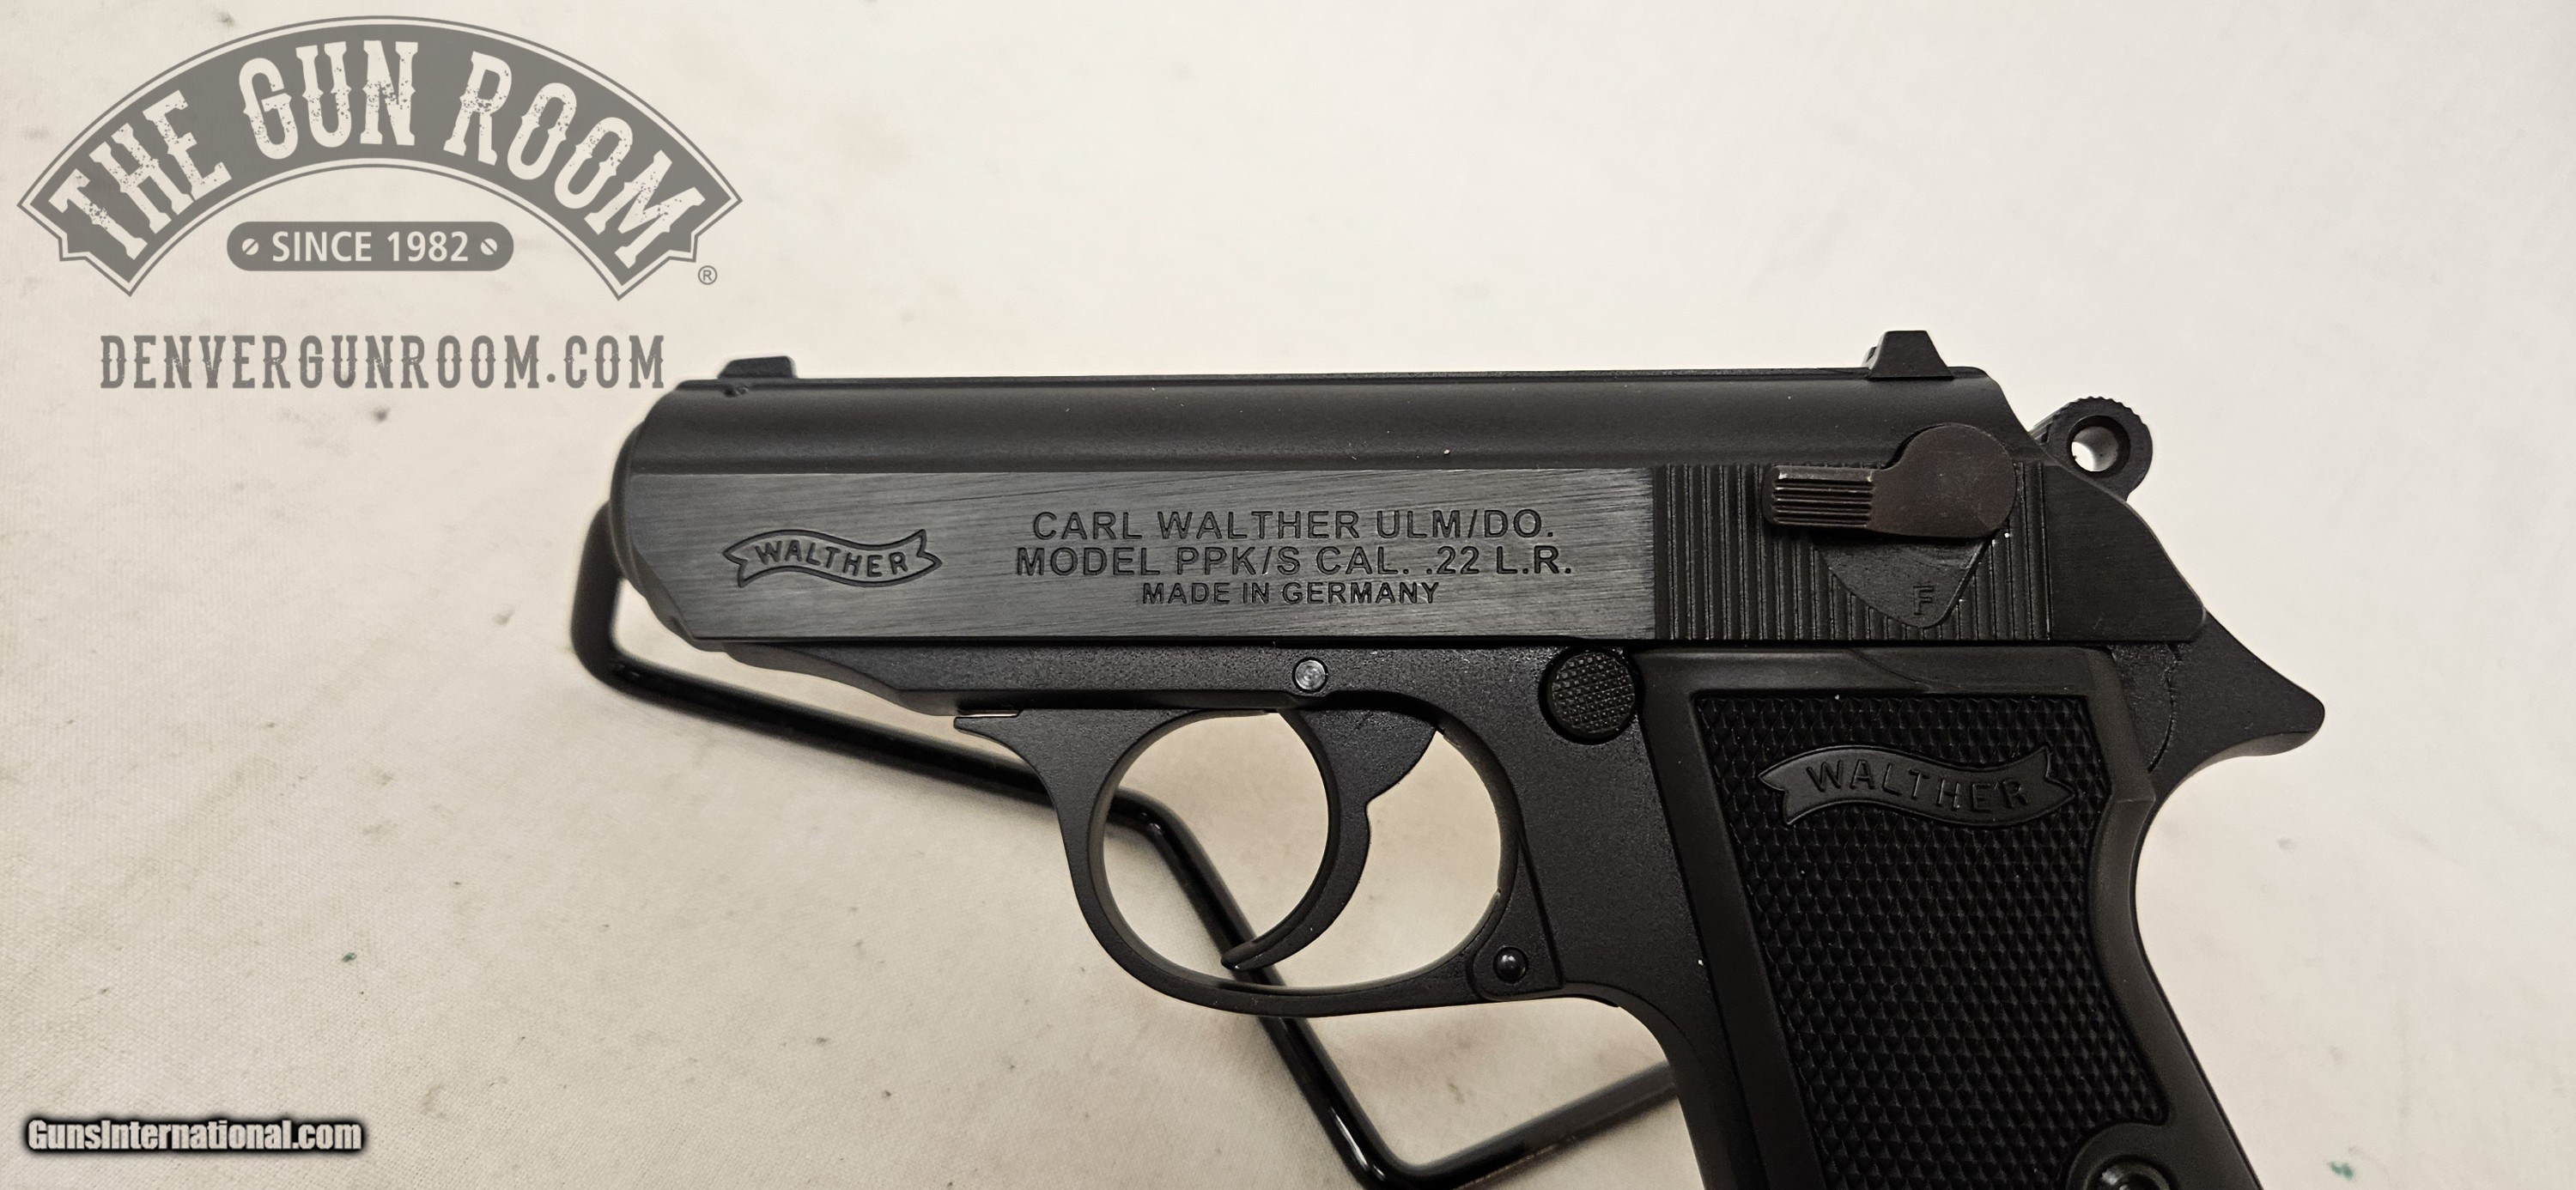 THE GUN ROOM
SINCE 1982
®
DENVERGUNROOM.COM
WALTHER
CARL WALTHER ULM/DO.
MODEL PPK/S CAL. .22 L.R.
MADE IN GERMANY
F
WALTHER
GunsInternational.com